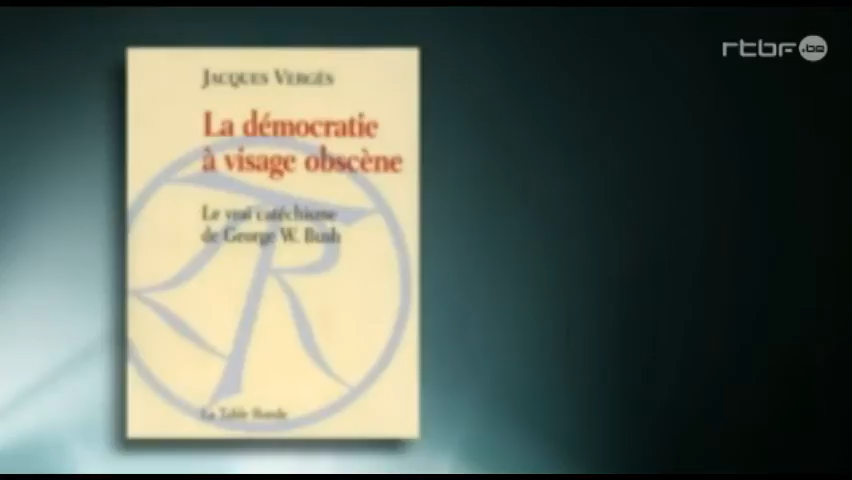 rtbf.be
JACQUES VERGÈS
La démocratie
à visage obscène
Le vrai catéchisme
de George W. Bush
La Table Ronde